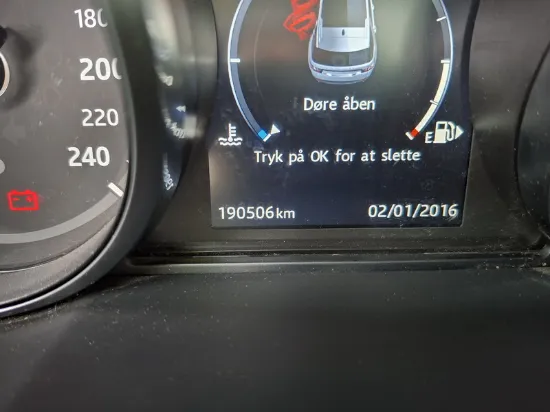 180
200
220
240
Døre åben
E
Tryk på OK for at slette
190506km
02/01/2016